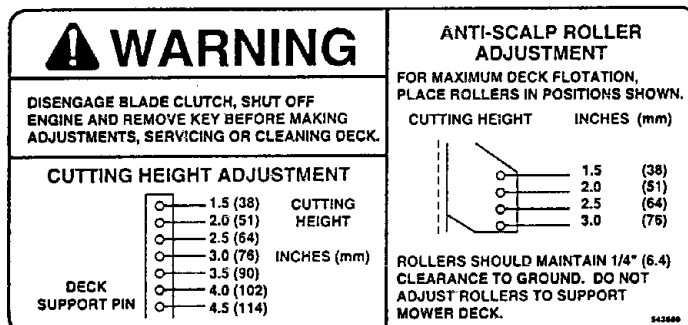 WARNING
DISENGAGE BLADE CLUTCH, SHUT OFF
ENGINE AND REMOVE KEY BEFORE MAKING
ADJUSTMENTS, SERVICING OR CLEANING DECK.
CUTTING HEIGHT ADJUSTMENT
1.5 (38) CUTTING
2.0 (51) HEIGHT
2.5 (64)
3.0 (76) INCHES (mm)
3.5 (90)
DECK 4.0 (102)
SUPPORT PIN 4.5 (114)
ANTI-SCALP ROLLER
ADJUSTMENT
FOR MAXIMUM DECK FLOTATION,
PLACE ROLLERS IN POSITIONS SHOWN.
CUTTING HEIGHT INCHES (mm)
1.5 (38)
2.0 (51)
2.5 (64)
3.0 (76)
ROLLERS SHOULD MAINTAIN 1/4" (6.4)
CLEARANCE TO GROUND. DO NOT
ADJUST ROLLERS TO SUPPORT
MOWER DECK.